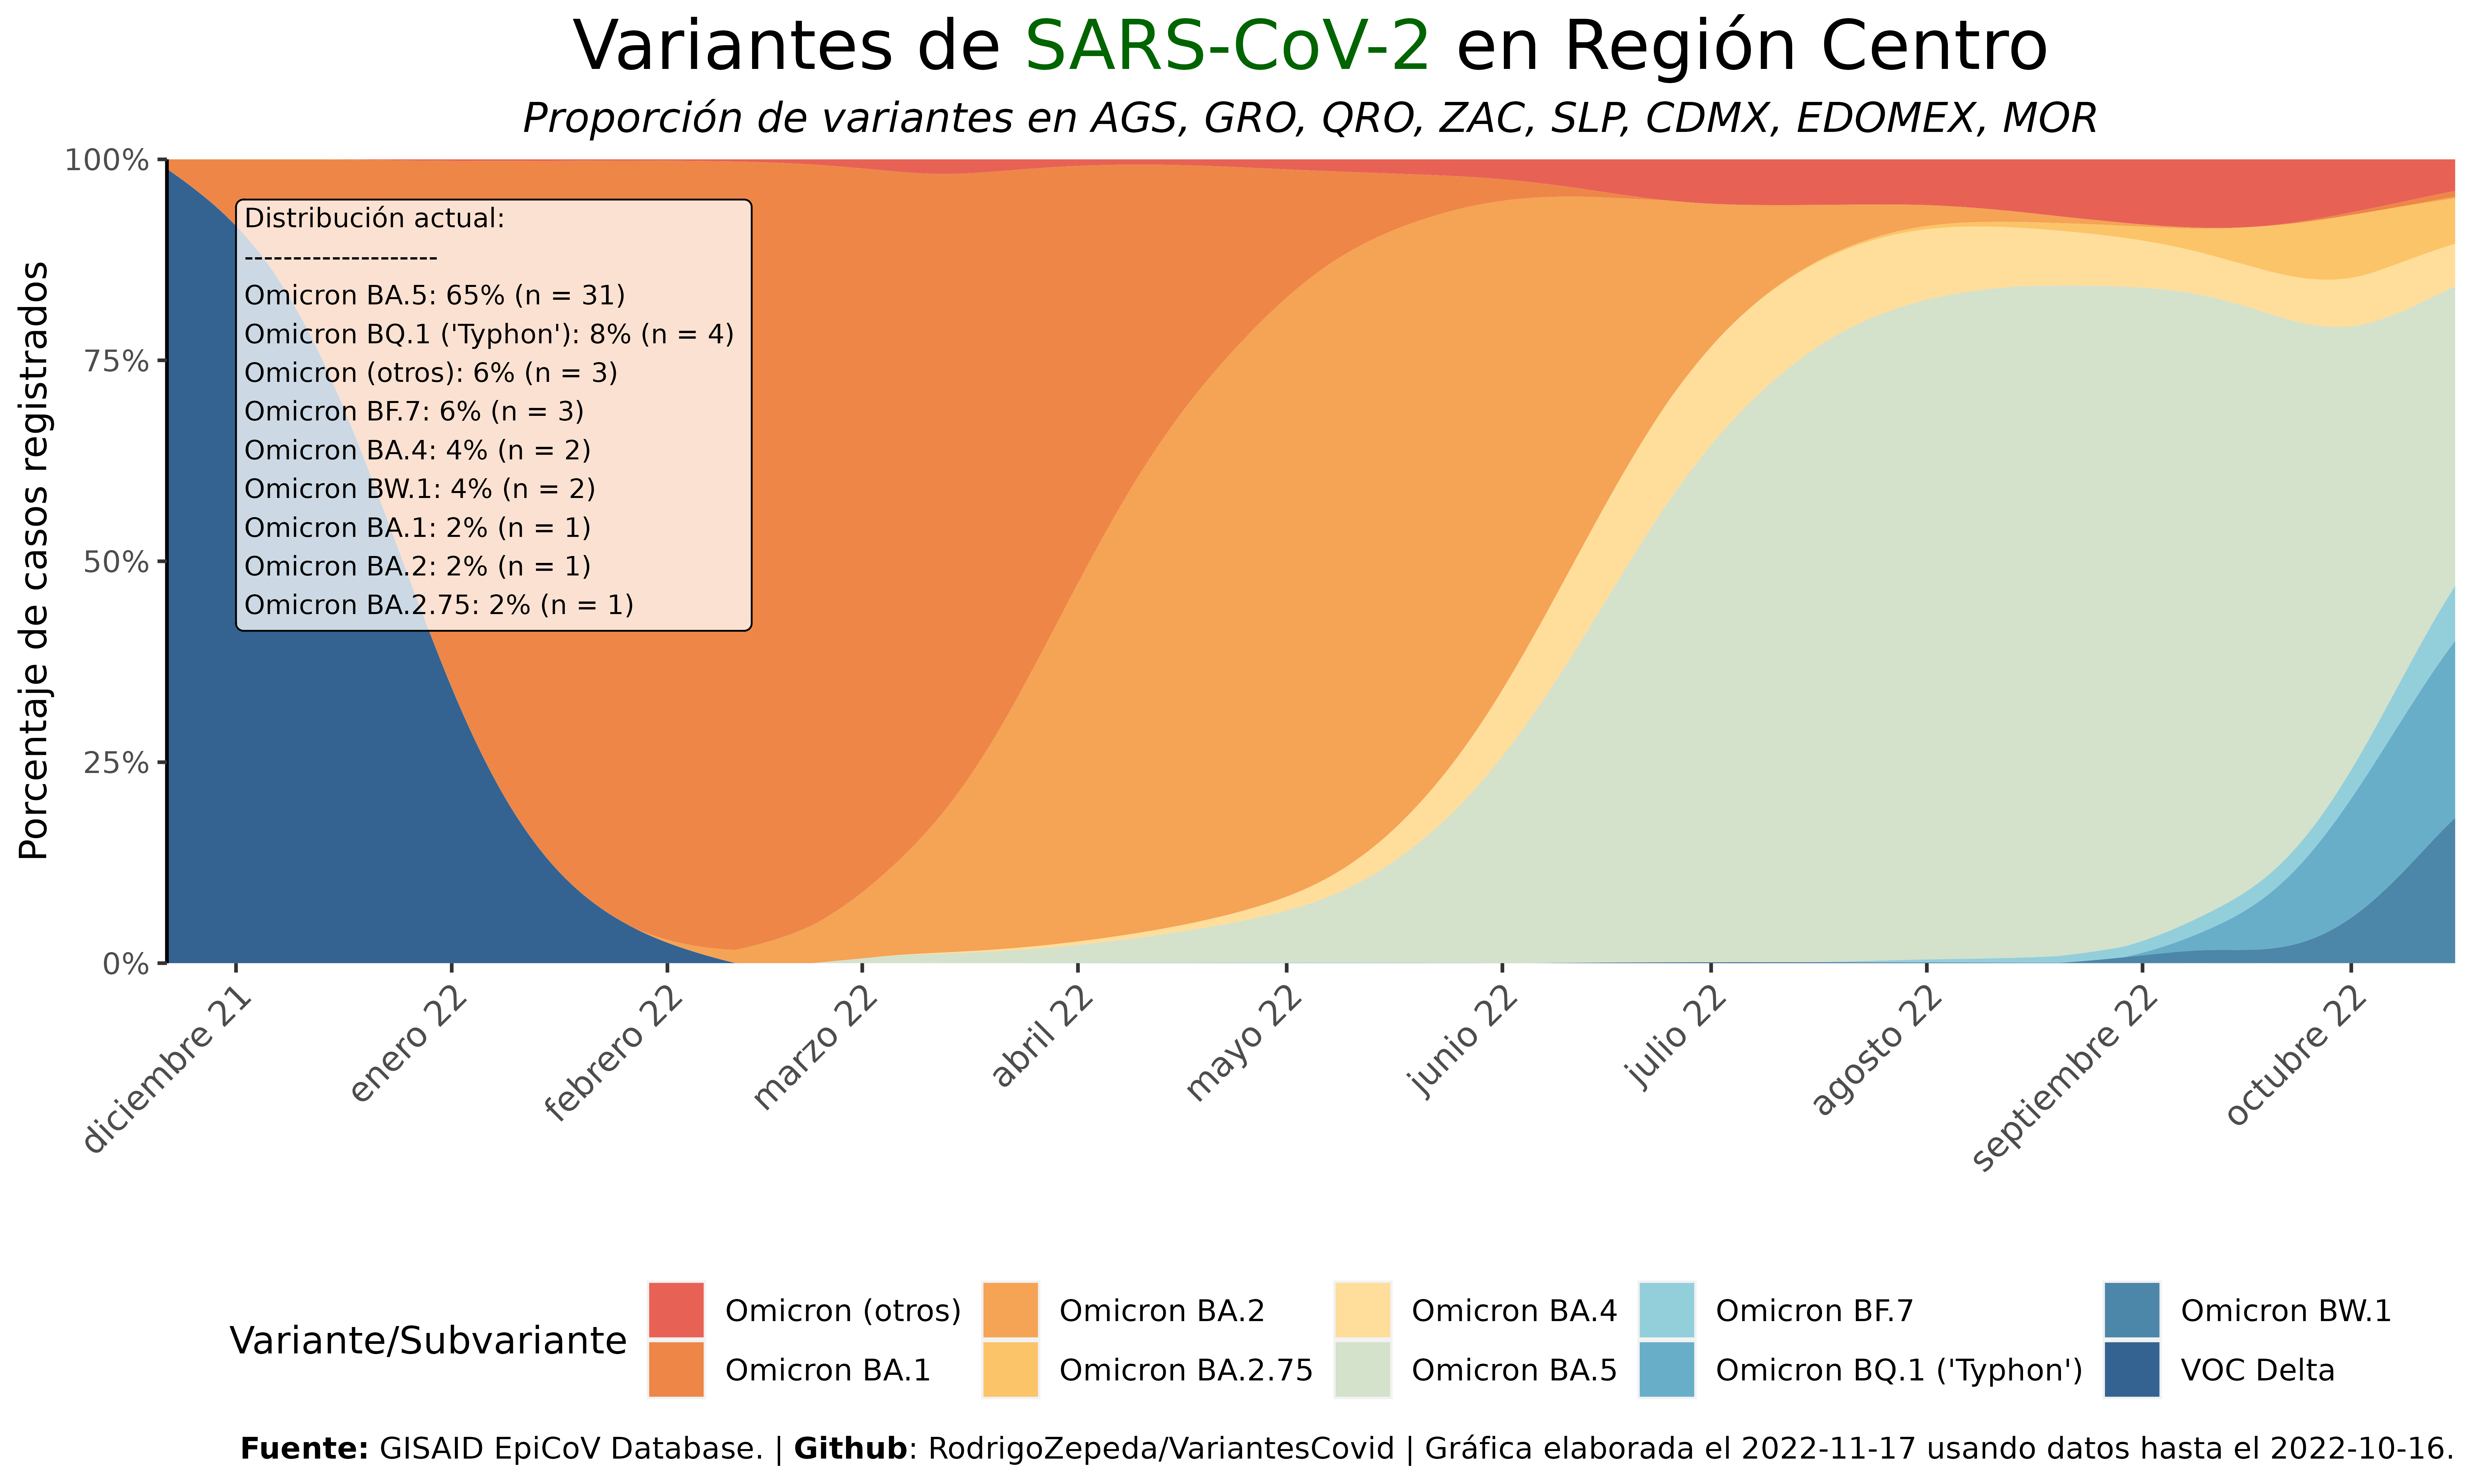 Variantes de SARS-CoV-2 en Región Centro
Proporción de variantes en AGS, GRO, QRO, ZAC, SLP, CDMX, EDOMEX, MOR
Porcentaje de casos registrados
100%
75%
50%
25%
0%
Distribución actual:
--------------------
Omicron BA.5: 65% (n = 31)
Omicron BQ.1 ('Typhon'): 8% (n = 4)
Omicron (otros): 6% (n = 3)
Omicron BF.7: 6% (n = 3)
Omicron BA.4: 4% (n = 2)
Omicron BW.1: 4% (n = 2)
Omicron BA.1: 2% (n = 1)
Omicron BA.2: 2% (n = 1)
Omicron BA.2.75: 2% (n = 1)
diciembre 21
enero 22
febrero 22
marzo 22
abril 22
mayo 22
junio 22
julio 22
agosto 22
septiembre 22
octubre 22
Variante/Subvariante
Omicron (otros)
Omicron BA.1
Omicron BA.2
Omicron BA.2.75
Omicron BA.4
Omicron BA.5
Omicron BF.7
Omicron BQ.1 ('Typhon')
Omicron BW.1
VOC Delta
Fuente: GISAID EpiCoV Database. | Github: RodrigoZepeda/VariantesCovid | Gráfica elaborada el 2022-11-17 usando datos hasta el 2022-10-16.